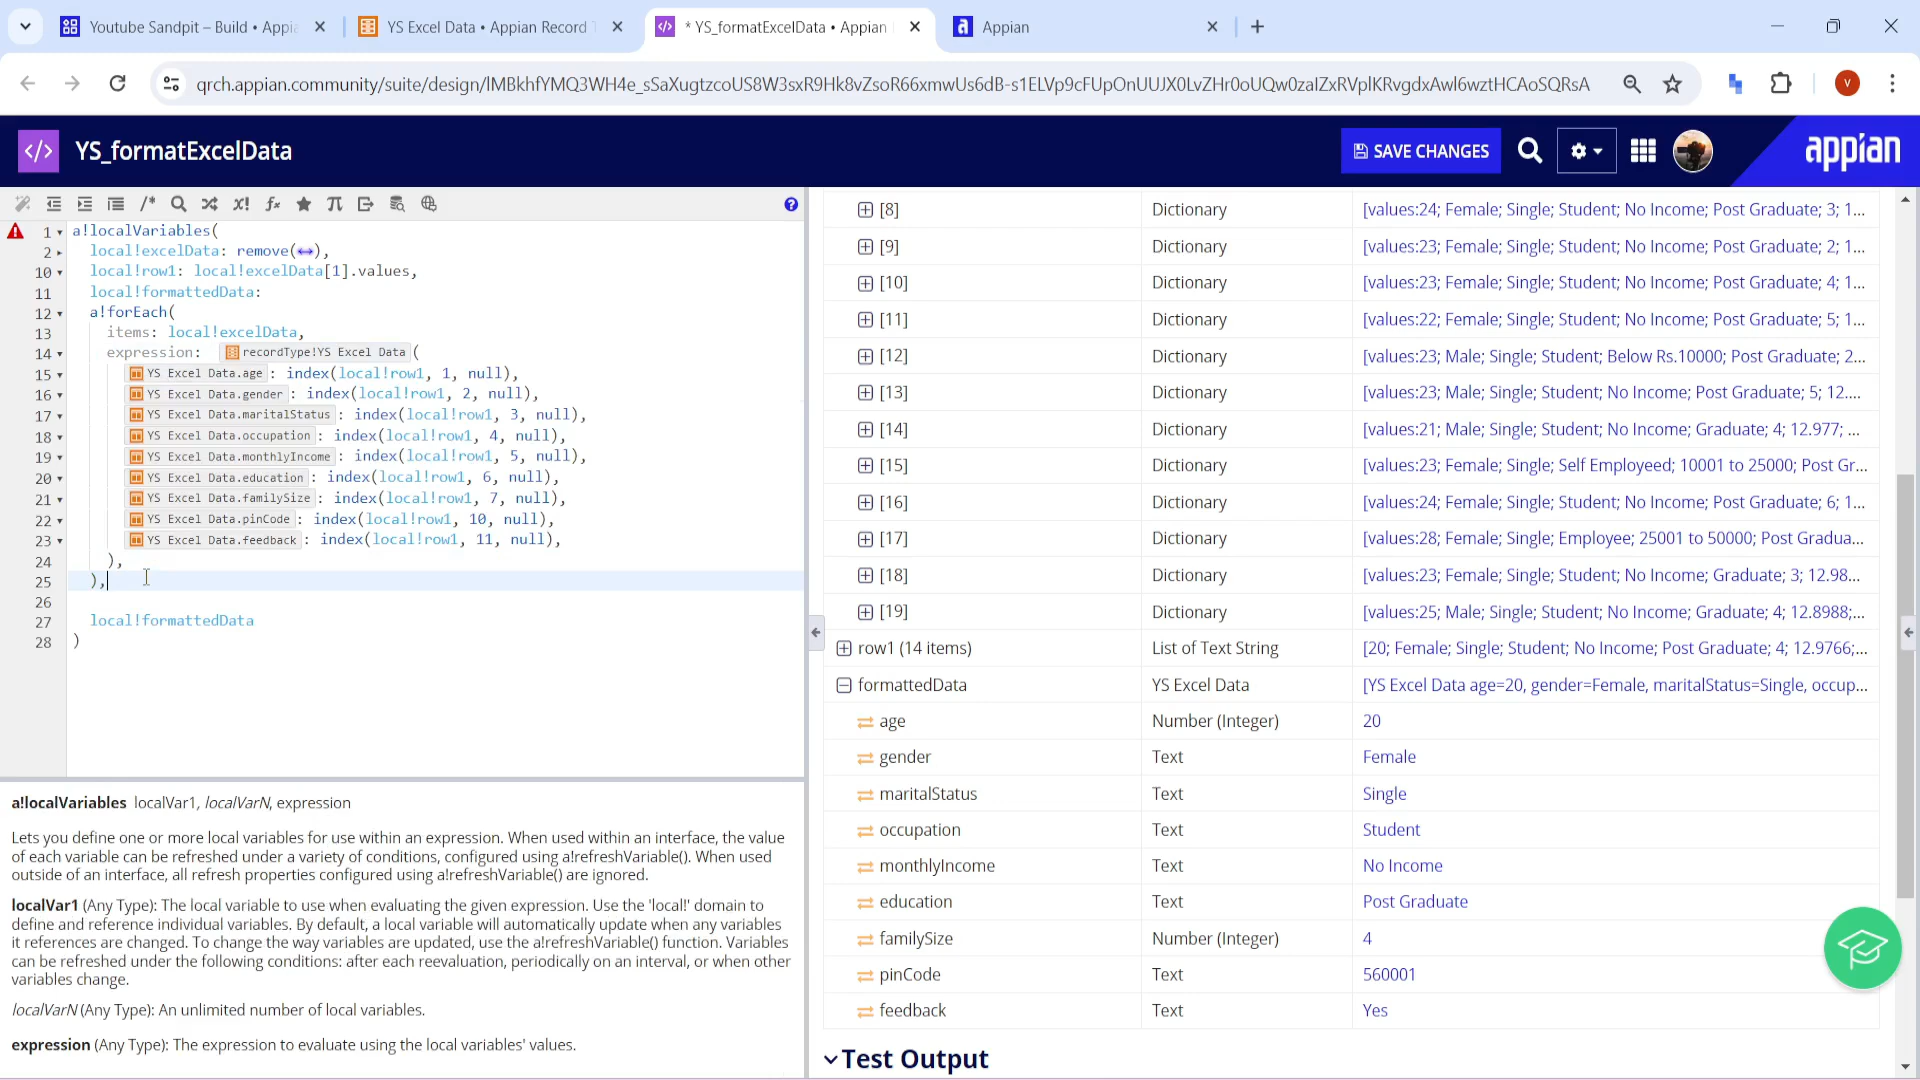 Youtube Sandpit – Build • Appia
YS Excel Data • Appian Record T
* YS_formatExcelData • Appian
Appian
qrch.appian.community/suite/design/lMBkhfYMQ3WH4e_sSaXugtzcoUS8W3sxR9Hk8vZsoR66xmwUs6dB-s1ELVp9cFUpOnUUJX0LvZHr0oUQw0zaIZxRVplKRvgdxAwl6wztHCAoSQRsA
V
YS_formatExcelData
SAVE CHANGES
appian
1 a!localVariables(
2 local!excelData: remove(),
10 local!row1: local!excelData[1].values,
11 local!formattedData:
12 a!forEach(
13 items: local!excelData,
14 expression: recordType!YS Excel Data (
15 YS Excel Data.age : index(local!row1, 1, null),
16 YS Excel Data.gender : index(local!row1, 2, null),
17 YS Excel Data.maritalStatus : index(local!row1, 3, null),
18 YS Excel Data.occupation : index(local!row1, 4, null),
19 YS Excel Data.monthlyIncome : index(local!row1, 5, null),
20 YS Excel Data.education : index(local!row1, 6, null),
21 YS Excel Data.familySize : index(local!row1, 7, null),
22 YS Excel Data.pinCode : index(local!row1, 10, null),
23 YS Excel Data.feedback : index(local!row1, 11, null),
24 ),
25 ),
26
27 local!formattedData
28 )
a!localVariables localVar1, localVarN, expression
Lets you define one or more local variables for use within an expression. When used within an interface, the value
of each variable can be refreshed under a variety of conditions, configured using a!refreshVariable(). When used
outside of an interface, all refresh properties configured using a!refreshVariable() are ignored.
localVar1 (Any Type): The local variable to use when evaluating the given expression. Use the 'local!' domain to
define and reference individual variables. By default, a local variable will automatically update when any variables
it references are changed. To change the way variables are updated, use the a!refreshVariable() function. Variables
can be refreshed under the following conditions: after each reevaluation, periodically on an interval, or when other
variables change.
localVarN (Any Type): An unlimited number of local variables.
expression (Any Type): The expression to evaluate using the local variables' values.
[8] Dictionary [values:24; Female; Single; Student; No Income; Post Graduate; 3; 1...
[9] Dictionary [values:23; Female; Single; Student; No Income; Post Graduate; 2; 1...
[10] Dictionary [values:23; Female; Single; Student; No Income; Post Graduate; 4; 1...
[11] Dictionary [values:22; Female; Single; Student; No Income; Post Graduate; 5; 1...
[12] Dictionary [values:23; Male; Single; Student; Below Rs.10000; Post Graduate; 2...
[13] Dictionary [values:23; Male; Single; Student; No Income; Post Graduate; 5; 12....
[14] Dictionary [values:21; Male; Single; Student; No Income; Graduate; 4; 12.977; ...
[15] Dictionary [values:23; Female; Single; Self Employeed; 10001 to 25000; Post Gr...
[16] Dictionary [values:24; Female; Single; Student; No Income; Post Graduate; 6; 1...
[17] Dictionary [values:28; Female; Single; Employee; 25001 to 50000; Post Gradua...
[18] Dictionary [values:23; Female; Single; Student; No Income; Graduate; 3; 12.98...
[19] Dictionary [values:25; Male; Single; Student; No Income; Graduate; 4; 12.8988;...
row1 (14 items) List of Text String [20; Female; Single; Student; No Income; Post Graduate; 4; 12.9766;...
formattedData YS Excel Data [YS Excel Data age=20, gender=Female, maritalStatus=Single, occup...
age Number (Integer) 20
gender Text Female
maritalStatus Text Single
occupation Text Student
monthlyIncome Text No Income
education Text Post Graduate
familySize Number (Integer) 4
pinCode Text 560001
feedback Text Yes
Test Output